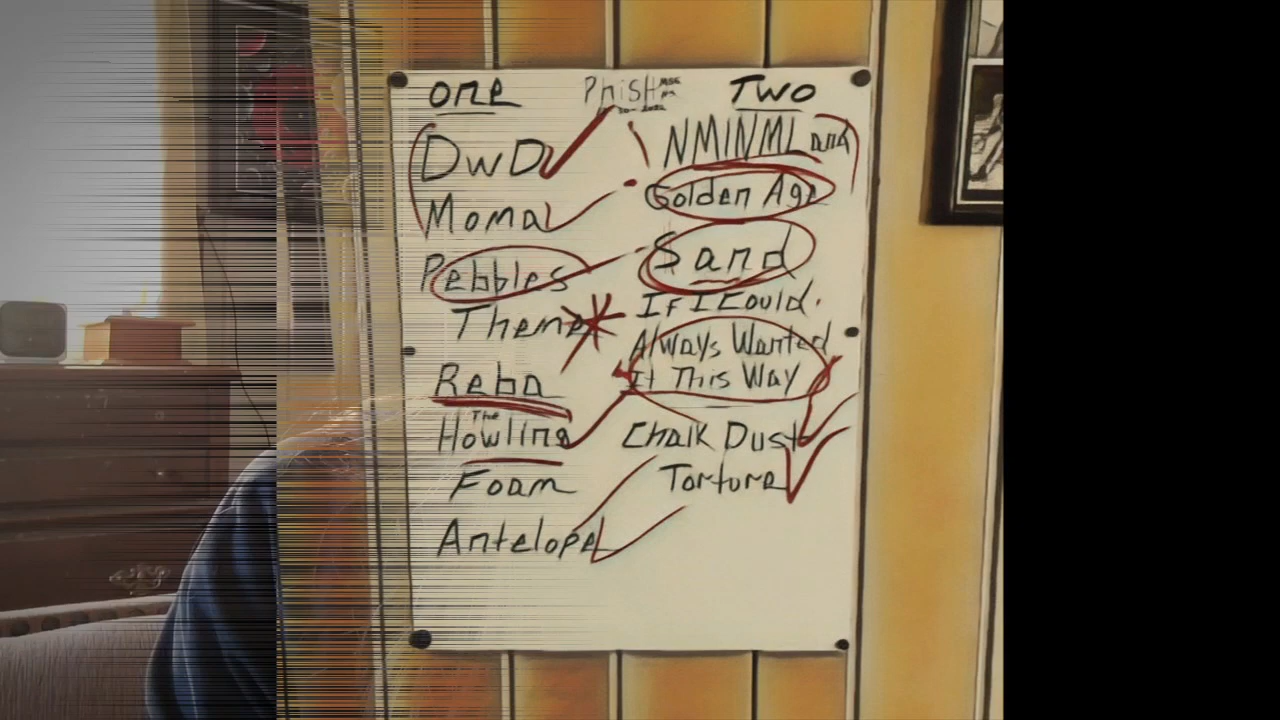 ONE
DwD
Moma
Pebbles
Theme
Reba
The
Howling
Foam
Antelope
Phish
TWO
NMINML and
Golden Age
Sand
If I Could
Always Wanted
It This Way
Chalk Dust
Torture